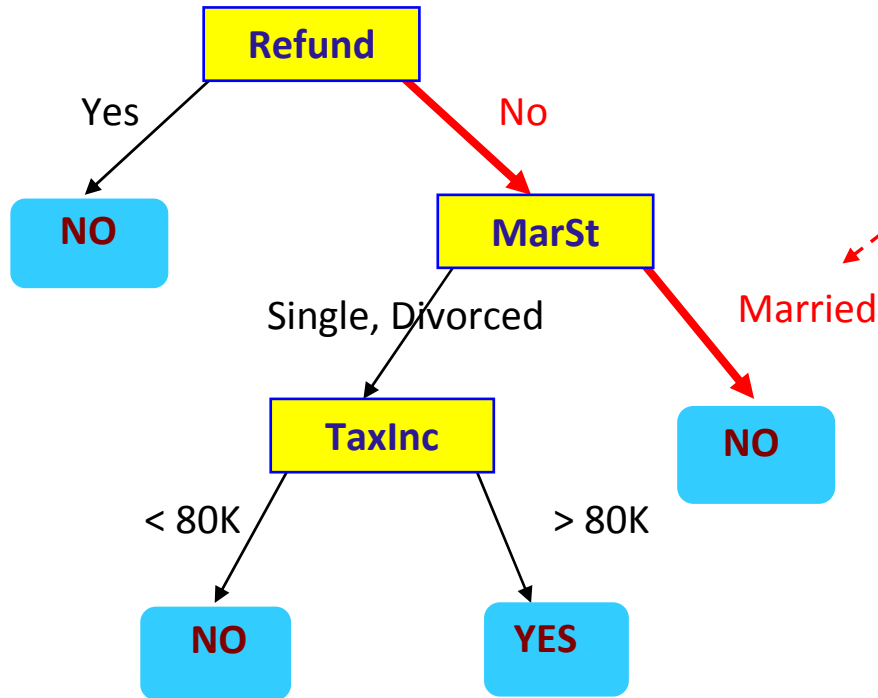 Refund
Yes
No
NO
MarSt
Single, Divorced
Married
TaxInc
NO
< 80K
> 80K
NO
YES